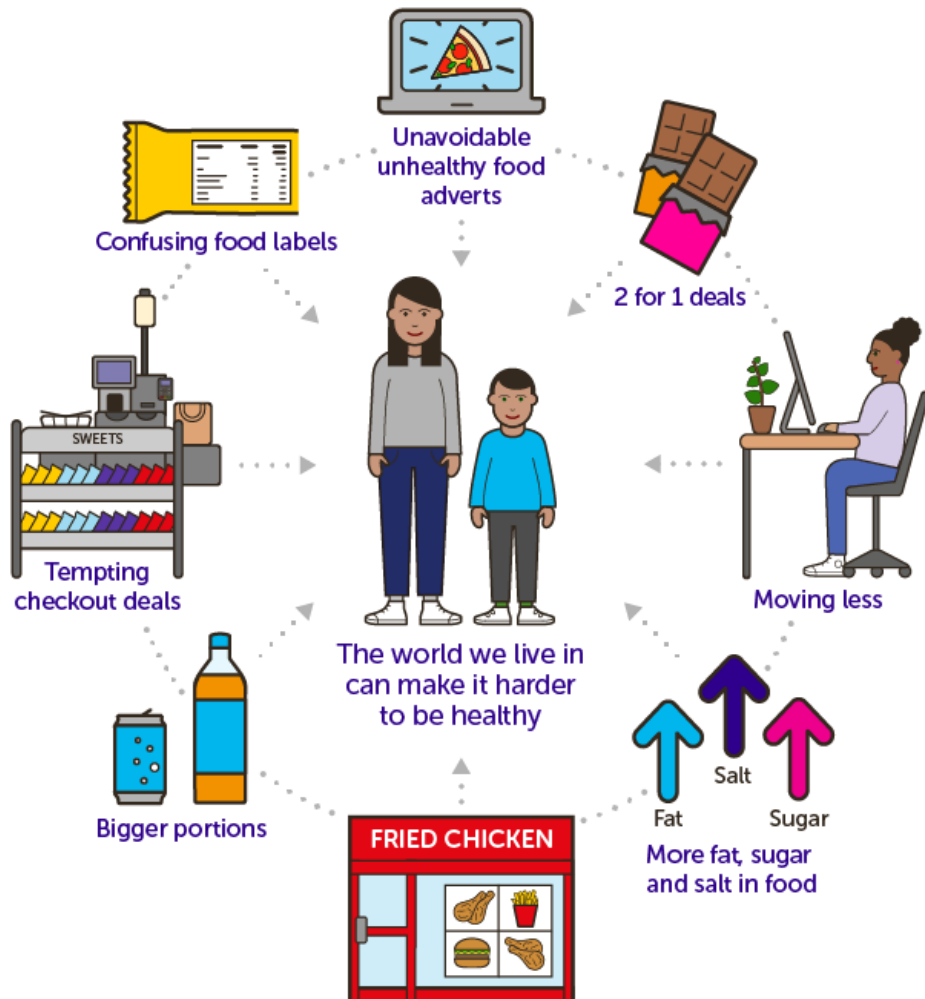 Unavoidable
unhealthy food
adverts
Confusing food labels
2 for 1 deals
SWEETS
Tempting
checkout deals
Moving less
The world we live in
can make it harder
to be healthy
Bigger portions
Fat
Salt
Sugar
More fat, sugar
and salt in food
FRIED CHICKEN